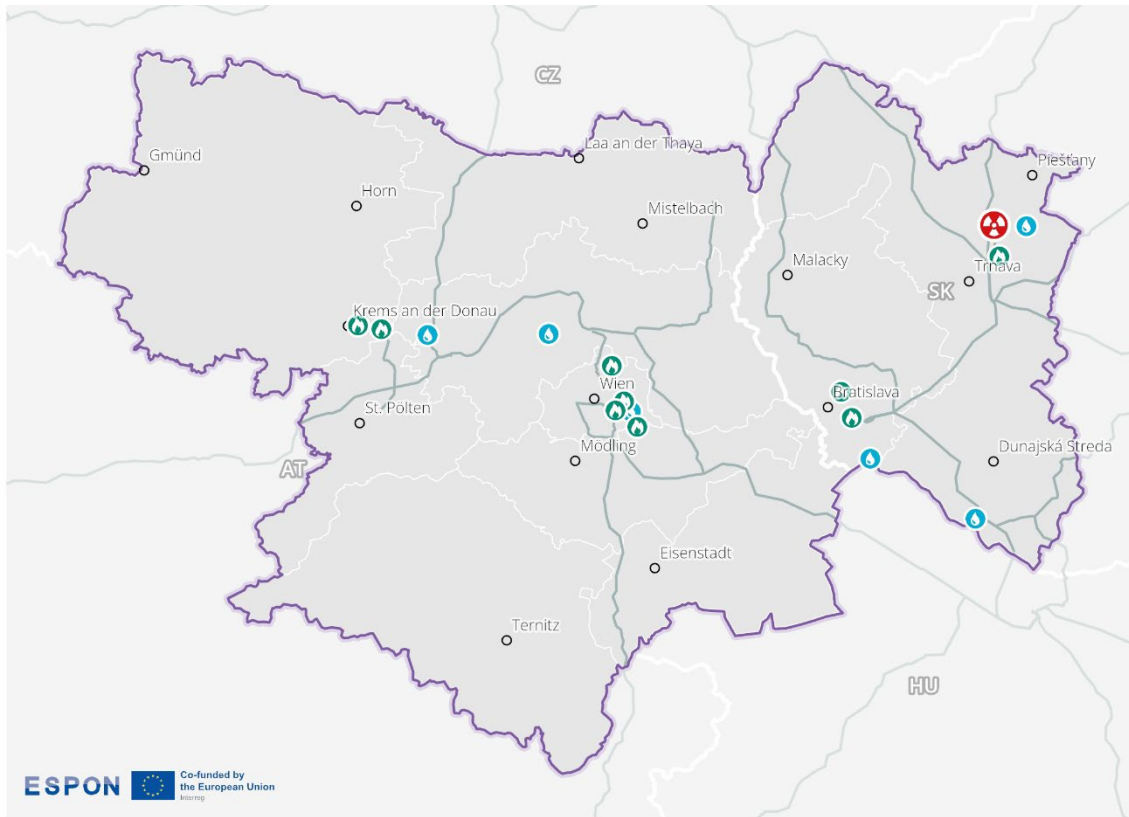 CZ
Laa an der Thaya
Gmünd
Piešťany
Horn
Mistelbach
Malacky
Trnava
SK
Krems an der Donau
Wien
Bratislava
St. Pölten
Mödling
Dunajská Streda
AT
Eisenstadt
Ternitz
HU
ESPON
Co-funded by
the European Union
Interreg